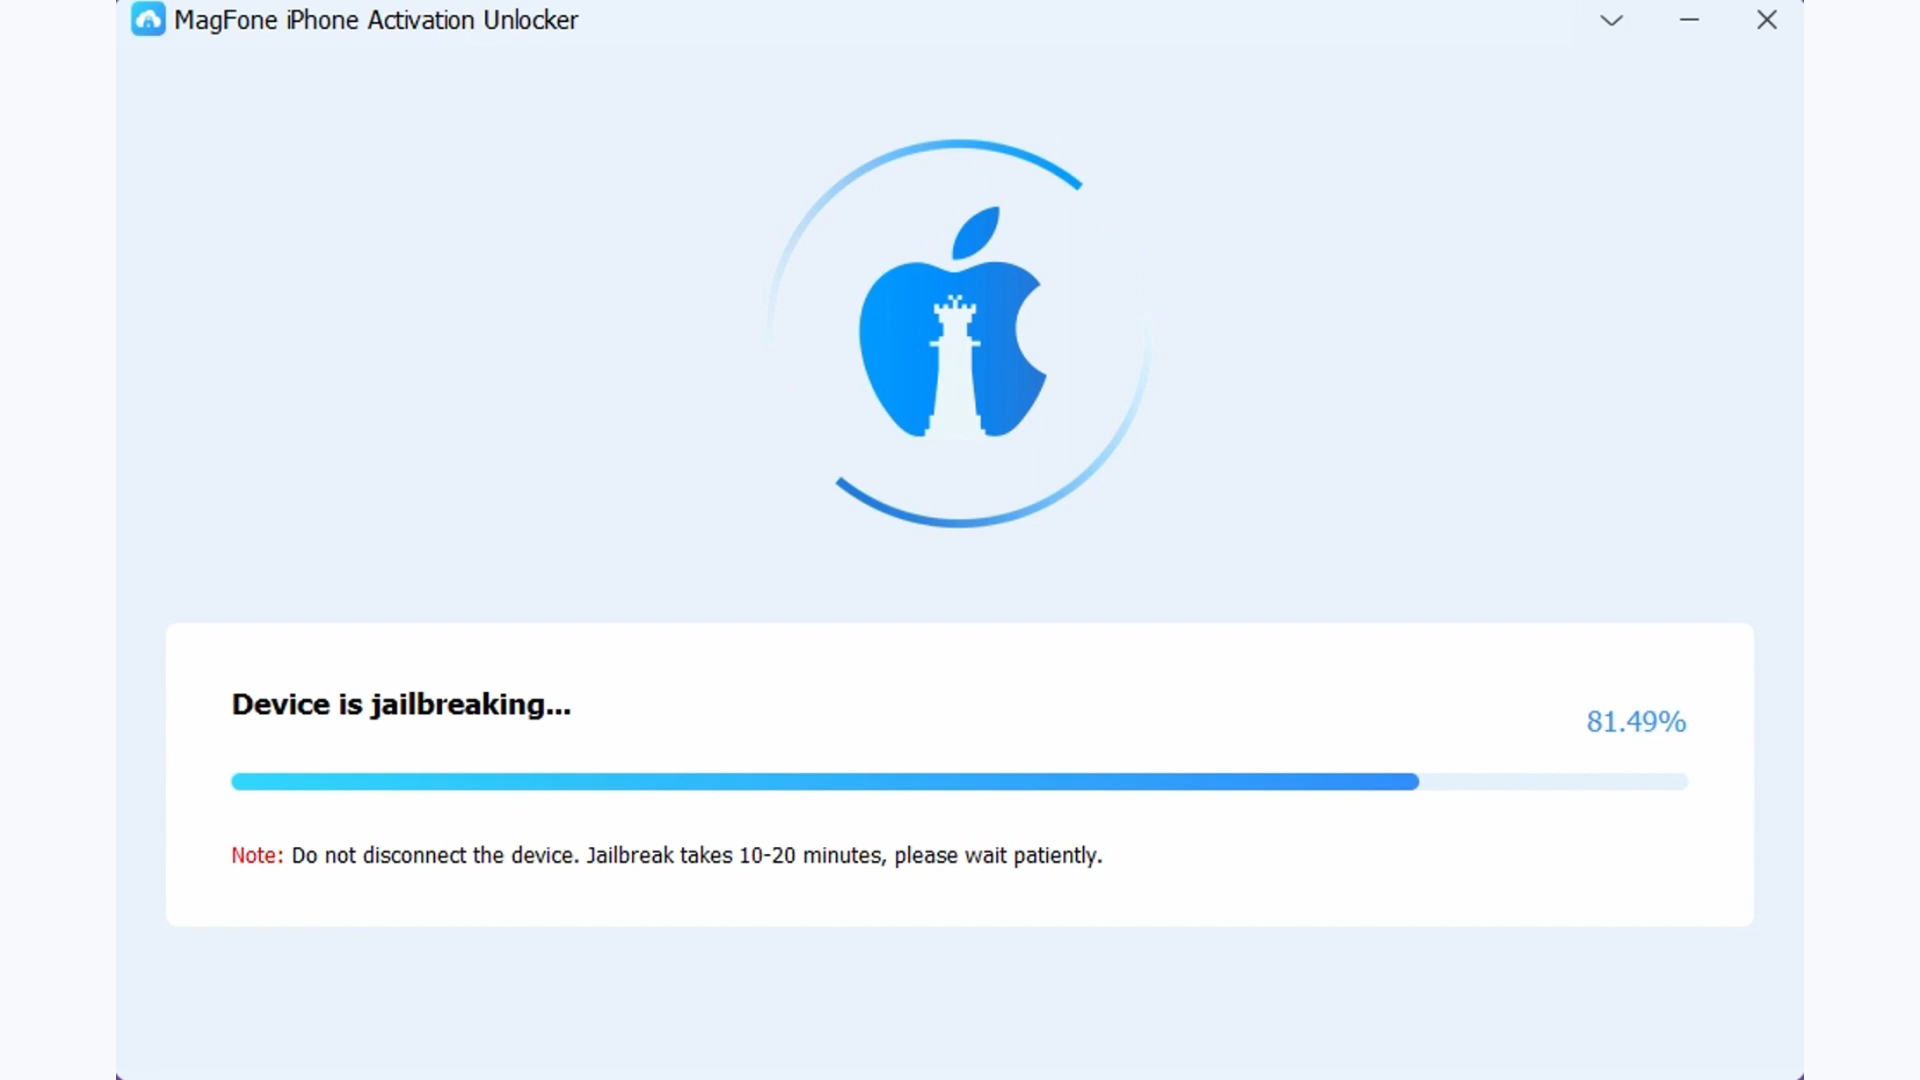 MagFone iPhone Activation Unlocker
Device is jailbreaking...
81.49%
Note: Do not disconnect the device. Jailbreak takes 10-20 minutes, please wait patiently.